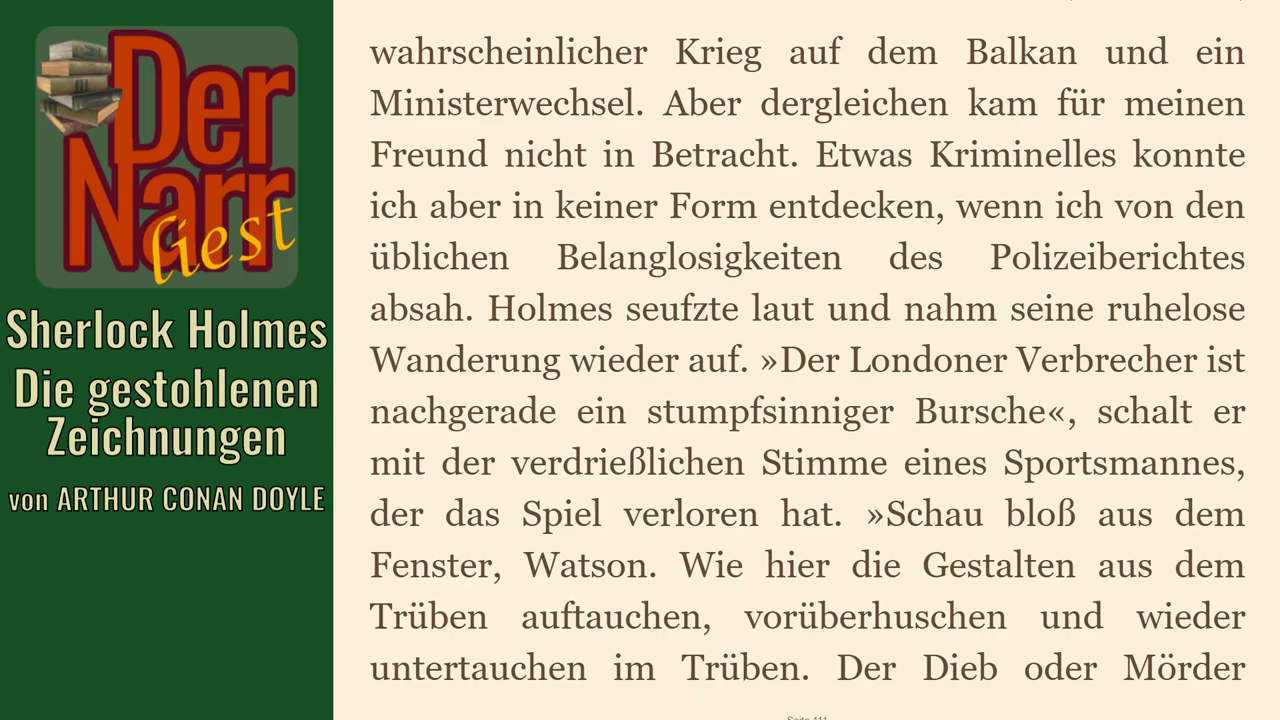 Der
Narr
liest
Sherlock Holmes
Die gestohlenen
Zeichnungen
von ARTHUR CONAN DOYLE
wahrscheinlicher Krieg auf dem Balkan und ein
Ministerwechsel. Aber dergleichen kam für meinen
Freund nicht in Betracht. Etwas Kriminelles konnte
ich aber in keiner Form entdecken, wenn ich von den
üblichen Belanglosigkeiten des Polizeiberichtes
absah. Holmes seufzte laut und nahm seine ruhelose
Wanderung wieder auf. »Der Londoner Verbrecher ist
nachgerade ein stumpfsinniger Bursche«, schalt er
mit der verdrießlichen Stimme eines Sportsmannes,
der das Spiel verloren hat. »Schau bloß aus dem
Fenster, Watson. Wie hier die Gestalten aus dem
Trüben auftauchen, vorüberhuschen und wieder
untertauchen im Trüben. Der Dieb oder Mörder
Seite 111